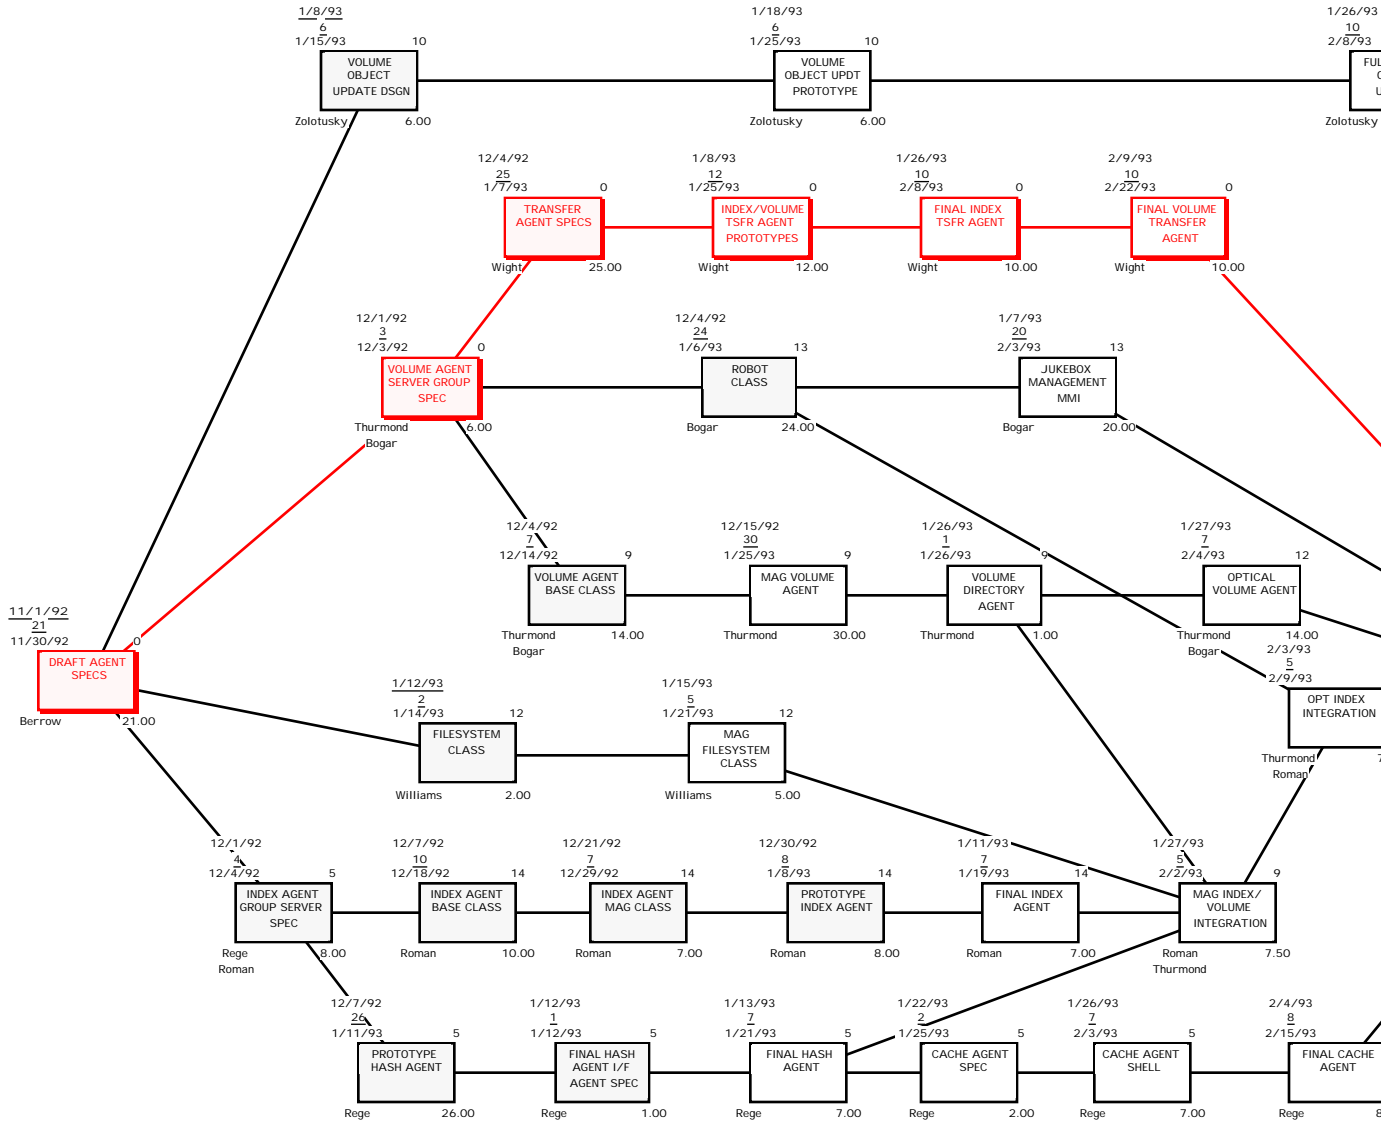 1/8/93
6
1/15/93
10
VOLUME
OBJECT
UPDATE DSGN
Zolotusky
6.00
1/18/93
6
1/25/93
10
VOLUME
OBJECT UPDT
PROTOTYPE
Zolotusky
6.00
1/26/93
10
2/8/93
Zolotusky
12/4/92
25
1/7/93
0
TRANSFER
AGENT SPECS
Wight
25.00
1/8/93
12
1/25/93
0
INDEX/VOLUME
TSFR AGENT
PROTOTYPES
Wight
12.00
1/26/93
10
2/8/93
0
FINAL INDEX
TSFR AGENT
Wight
10.00
2/9/93
10
2/22/93
0
FINAL VOLUME
TRANSFER
AGENT
Wight
10.00
12/1/92
3
12/3/92
0
VOLUME AGENT
SERVER GROUP
SPEC
Thurmond
Bogar
6.00
12/4/92
24
1/6/93
13
ROBOT
CLASS
Bogar
24.00
1/7/93
20
2/3/93
13
JUKEBOX
MANAGEMENT
MMI
Bogar
20.00
12/4/92
7
12/14/92
9
VOLUME AGENT
BASE CLASS
Thurmond
Bogar
14.00
12/15/92
30
1/25/93
9
MAG VOLUME
AGENT
Thurmond
30.00
1/26/93
1
1/26/93
9
VOLUME
DIRECTORY
AGENT
Thurmond
1.00
1/27/93
7
2/4/93
12
OPTICAL
VOLUME AGENT
Thurmond
Bogar
14.00
11/1/92
21
11/30/92
0
DRAFT AGENT
SPECS
Berrow
21.00
2/3/93
5
2/9/93
OPT INDEX
INTEGRATION
Thurmond
Roman
1/12/93
2
1/14/93
12
FILESYSTEM
CLASS
Williams
2.00
1/15/93
5
1/21/93
12
MAG
FILESYSTEM
CLASS
Williams
5.00
12/1/92
4
12/4/92
5
INDEX AGENT
GROUP SERVER
SPEC
Rege
Roman
8.00
12/7/92
10
12/18/92
14
INDEX AGENT
BASE CLASS
Roman
10.00
12/21/92
7
12/29/92
14
INDEX AGENT
MAG CLASS
Roman
7.00
12/30/92
8
1/8/93
14
PROTOTYPE
INDEX AGENT
Roman
8.00
1/11/93
7
1/19/93
14
FINAL INDEX
AGENT
Roman
7.00
1/27/93
5
2/2/93
9
MAG INDEX/
VOLUME
INTEGRATION
Roman
Thurmond
7.50
12/7/92
26
1/11/93
5
PROTOTYPE
HASH AGENT
Rege
26.00
1/12/93
1
1/12/93
5
FINAL HASH
AGENT I/F
AGENT SPEC
Rege
1.00
1/13/93
7
1/21/93
5
FINAL HASH
AGENT
Rege
7.00
1/22/93
2
1/25/93
5
CACHE AGENT
SPEC
Rege
2.00
1/26/93
7
2/3/93
5
CACHE AGENT
SHELL
Rege
7.00
2/4/93
8
2/15/93
FINAL CACHE
AGENT
Rege